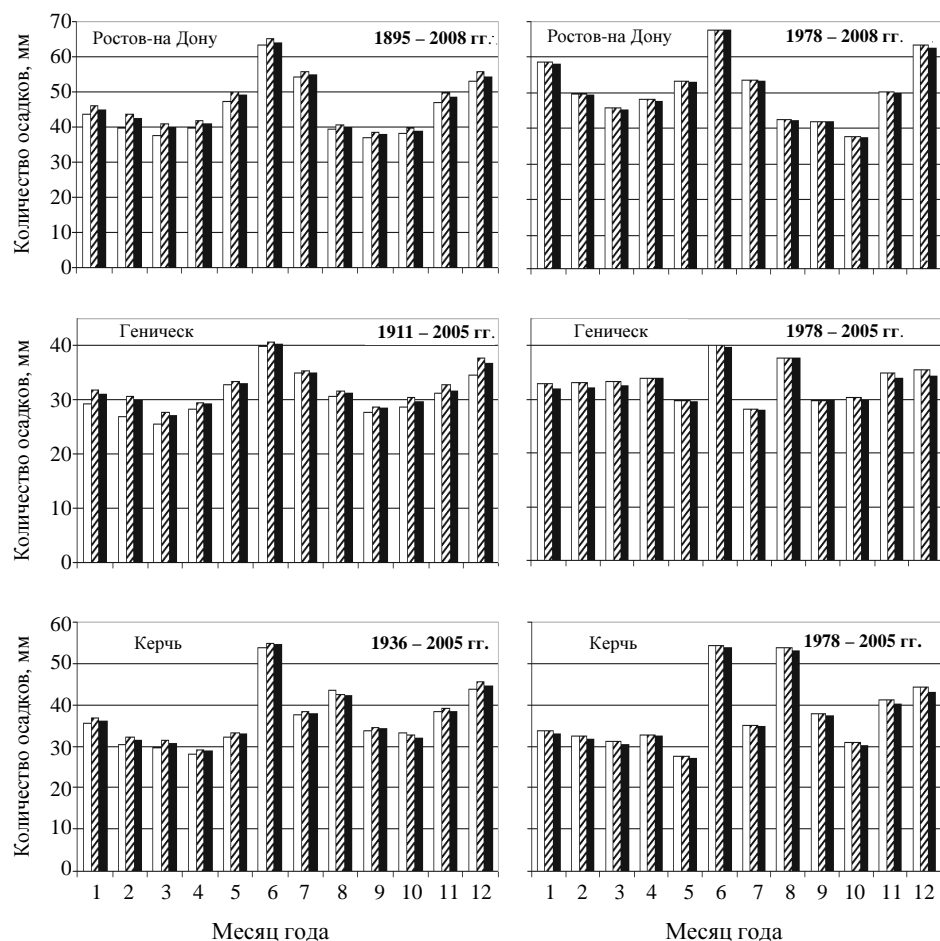 Количество осадков, мм
70
60
50
40
30
20
10
0
Ростов-на Дону 1895 – 2008 гг.
Ростов-на Дону 1978 – 2008 гг.
Количество осадков, мм
40
30
20
10
0
Геническ 1911 – 2005 гг.
Геническ 1978 – 2005 гг.
Количество осадков, мм
60
50
40
30
20
10
0
Керчь 1936 – 2005 гг.
Керчь 1978 – 2005 гг.
1 2 3 4 5 6 7 8 9 10 11 12
1 2 3 4 5 6 7 8 9 10 11 12
Месяц года
Месяц года